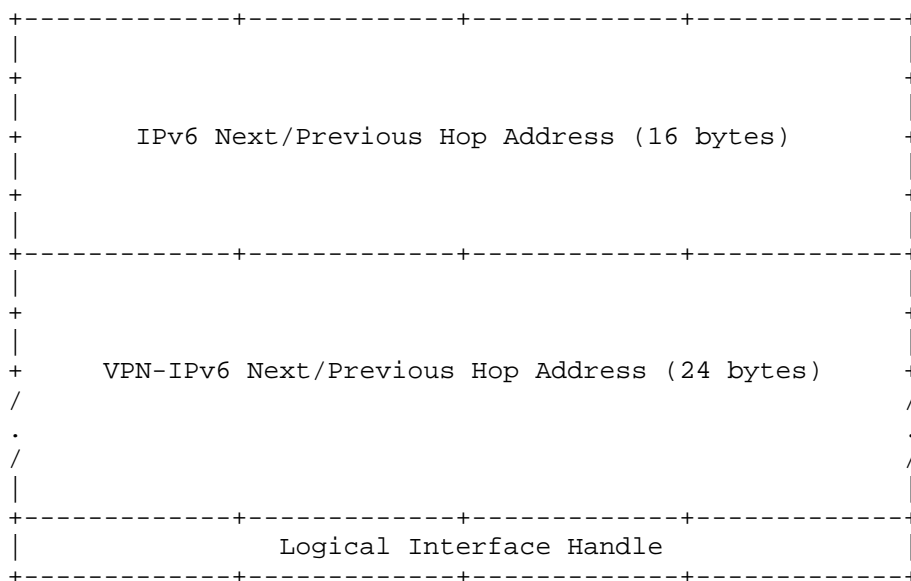 IPv6 Next/Previous Hop Address (16 bytes)
VPN-IPv6 Next/Previous Hop Address (24 bytes)
Logical Interface Handle